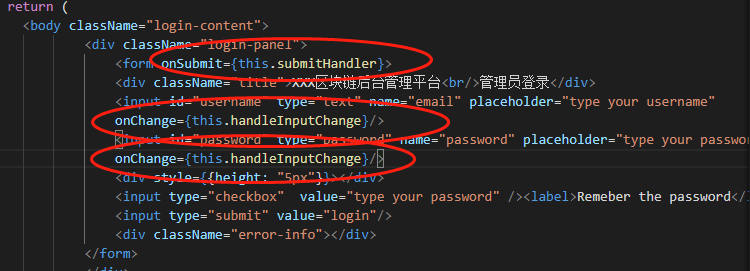 return (
<body className="login-content">
<div className="login-panel">
<form onSubmit={this.submitHandler}>
<div className="title">XXX区块链后台管理平台<br/>管理员登录</div>
<input id="username" type="text" name="email" placeholder="type your username"
onChange={this.handleInputChange}/>
<input id="password" type="password" name="password" placeholder="type your passwo
onChange={this.handleInputChange}/>
<div style={{height: "5px"}}></div>
<input type="checkbox" value="type your password" /><label>Remeber the password</l
<input type="submit" value="login"/>
<div className="error-info"></div>
</form>
</div>